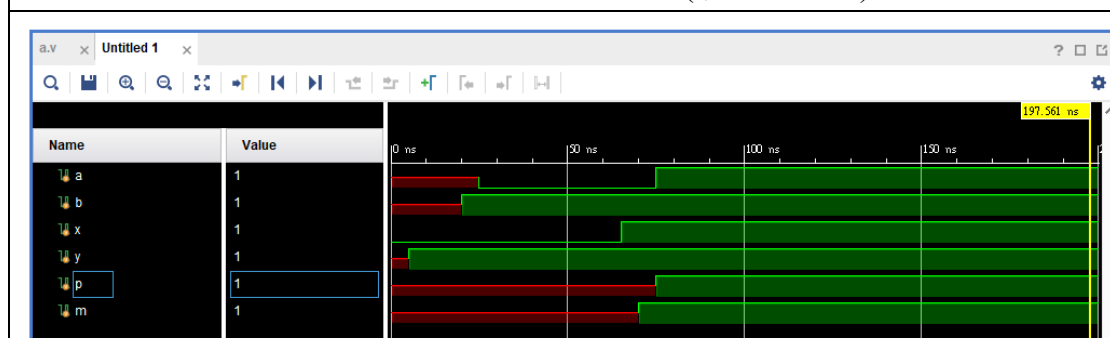 a.v × Untitled 1 ×
197.561 ns
Name Value 0 ns 50 ns 100 ns 150 ns
a 1
b 1
x 1
y 1
p 1
m 1